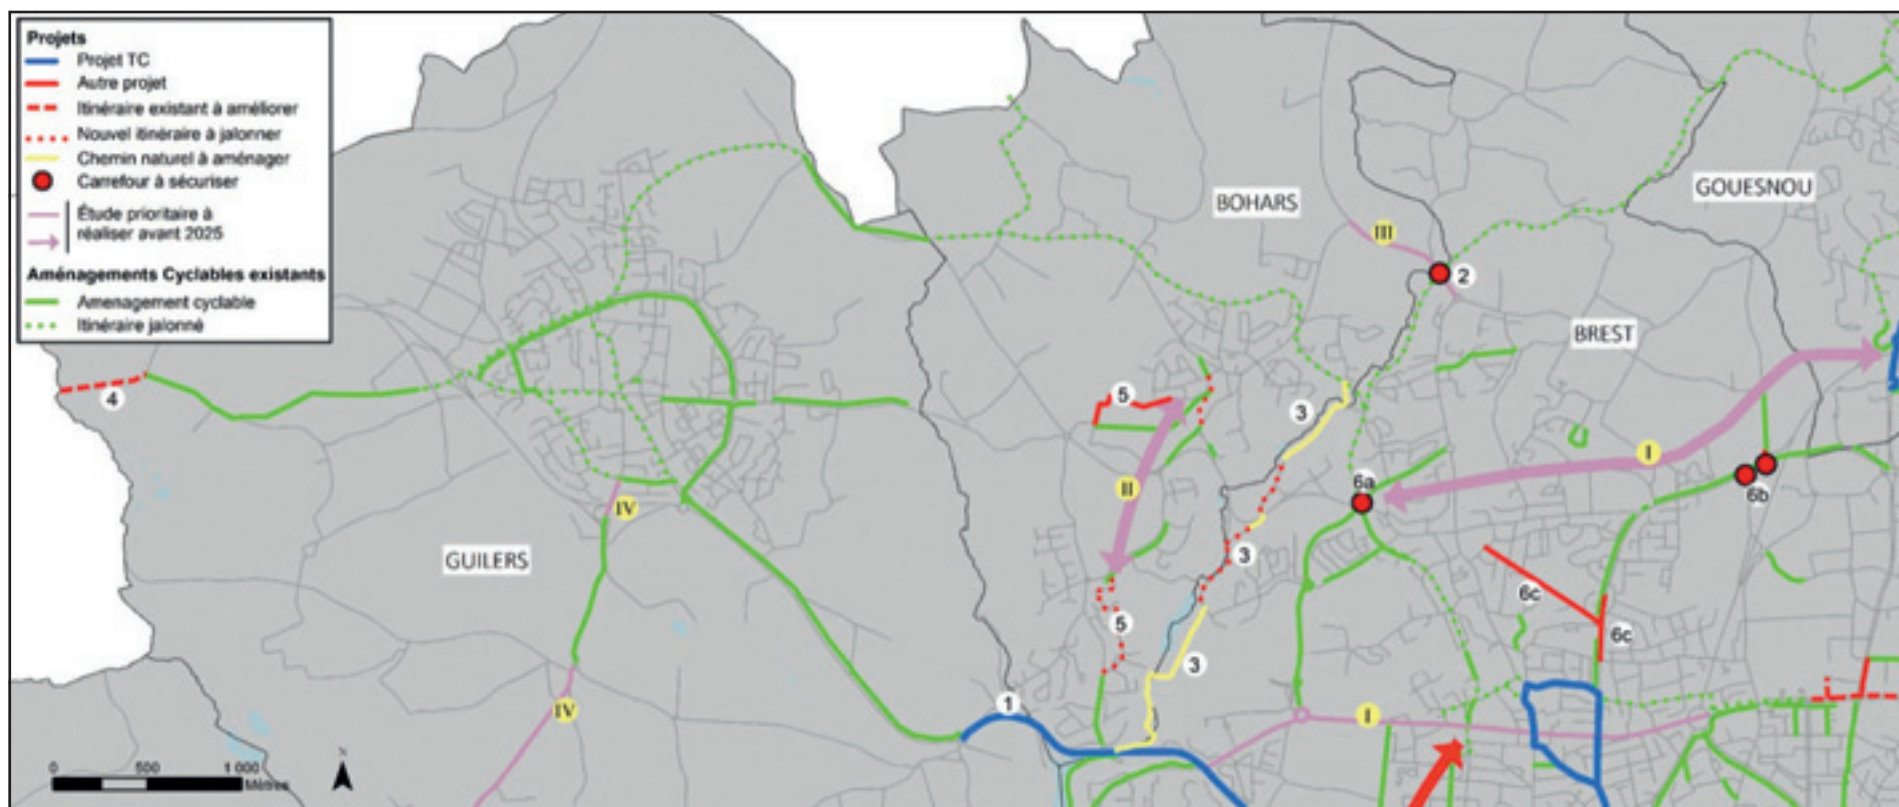 Projets
Projet TC
Autre projet
Itinéraire existant à améliorer
Nouvel itinéraire à jalonner
Chemin naturel à aménager
Carrefour à sécuriser
Étude prioritaire à
réaliser avant 2025
Aménagements Cyclables existants
Amenagement cyclable
Itinéraire jalonné
GOUESNOU
BOHARS
III
2
BREST
4
5
3
I
6a
II
6b
IV
GUILERS
3
6c
5
6c
3
IV
1
I
N
0 500 1 000
Mètres